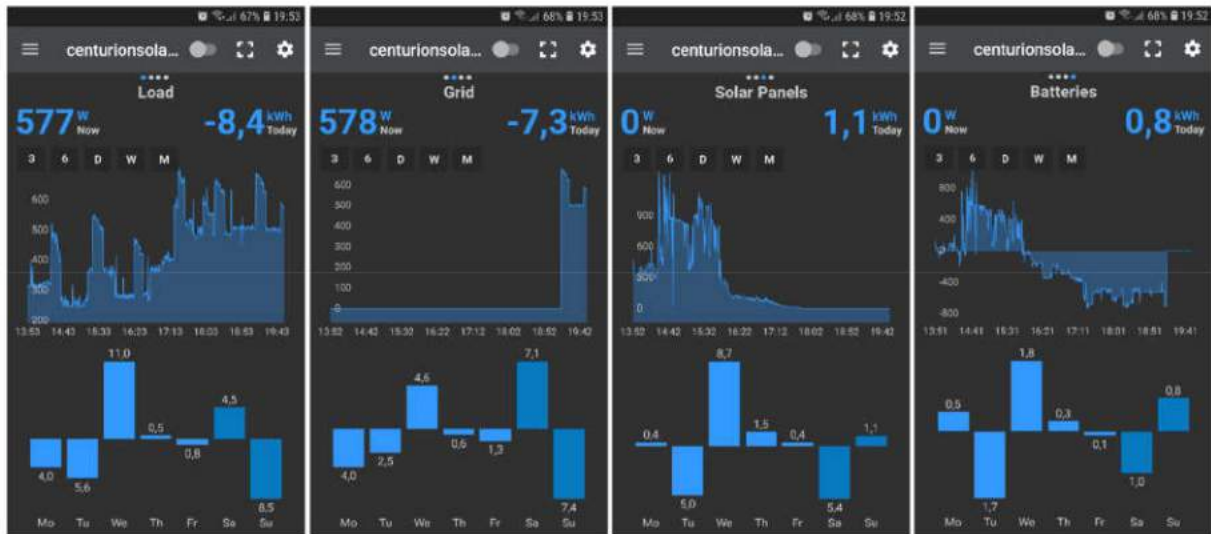 67% 19:53
centurionsola...
Load
577 W Now -8,4 kWh Today
3 6 D W M
600
500
400
300
200
13:53 14:43 15:33 16:23 17:13 18:03 18:53 19:43
11,0
4,5
0,5
0,8
4,0
5,6
8,5
Mo Tu We Th Fr Sa Su
68% 19:53
centurionsola...
Grid
578 W Now -7,3 kWh Today
3 6 D W M
600
500
400
300
200
100
0
13:52 14:42 15:32 16:22 17:12 18:02 18:52 19:42
7,1
4,6
0,6
1,3
2,5
4,0
7,4
Mo Tu We Th Fr Sa Su
68% 19:52
centurionsola...
Solar Panels
0 W Now 1,1 kWh Today
3 6 D W M
900
600
300
0
13:52 14:42 15:32 16:22 17:12 18:02 18:52 19:42
8,7
1,5
1,1
0,4 0,4
5,0
5,4
Mo Tu We Th Fr Sa Su
68% 19:52
centurionsola...
Batteries
0 W Now 0,8 kWh Today
3 6 D W M
800
400
0
-400
-800
13:51 14:41 15:31 16:21 17:11 18:01 18:51 19:41
1,8
0,8
0,5
0,3
0,1
1,0
1,7
Mo Tu We Th Fr Sa Su